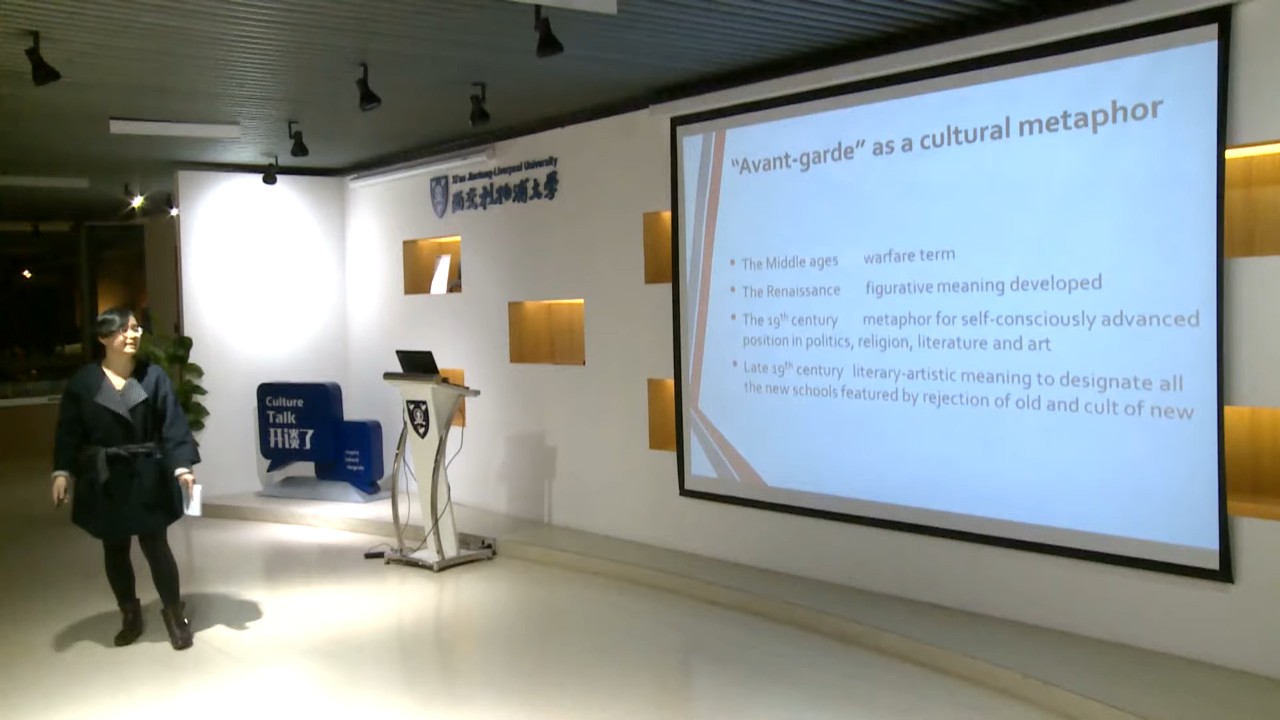 Xi'an Jiaotong-Liverpool University
西交利物浦大学
Culture
Talk
开谈了
"Avant-garde" as a cultural metaphor
• The Middle ages warfare term
• The Renaissance figurative meaning developed
• The 19th century metaphor for self-consciously advanced
position in politics, religion, literature and art
• Late 19th century literary-artistic meaning to designate all
the new schools featured by rejection of old and cult of new